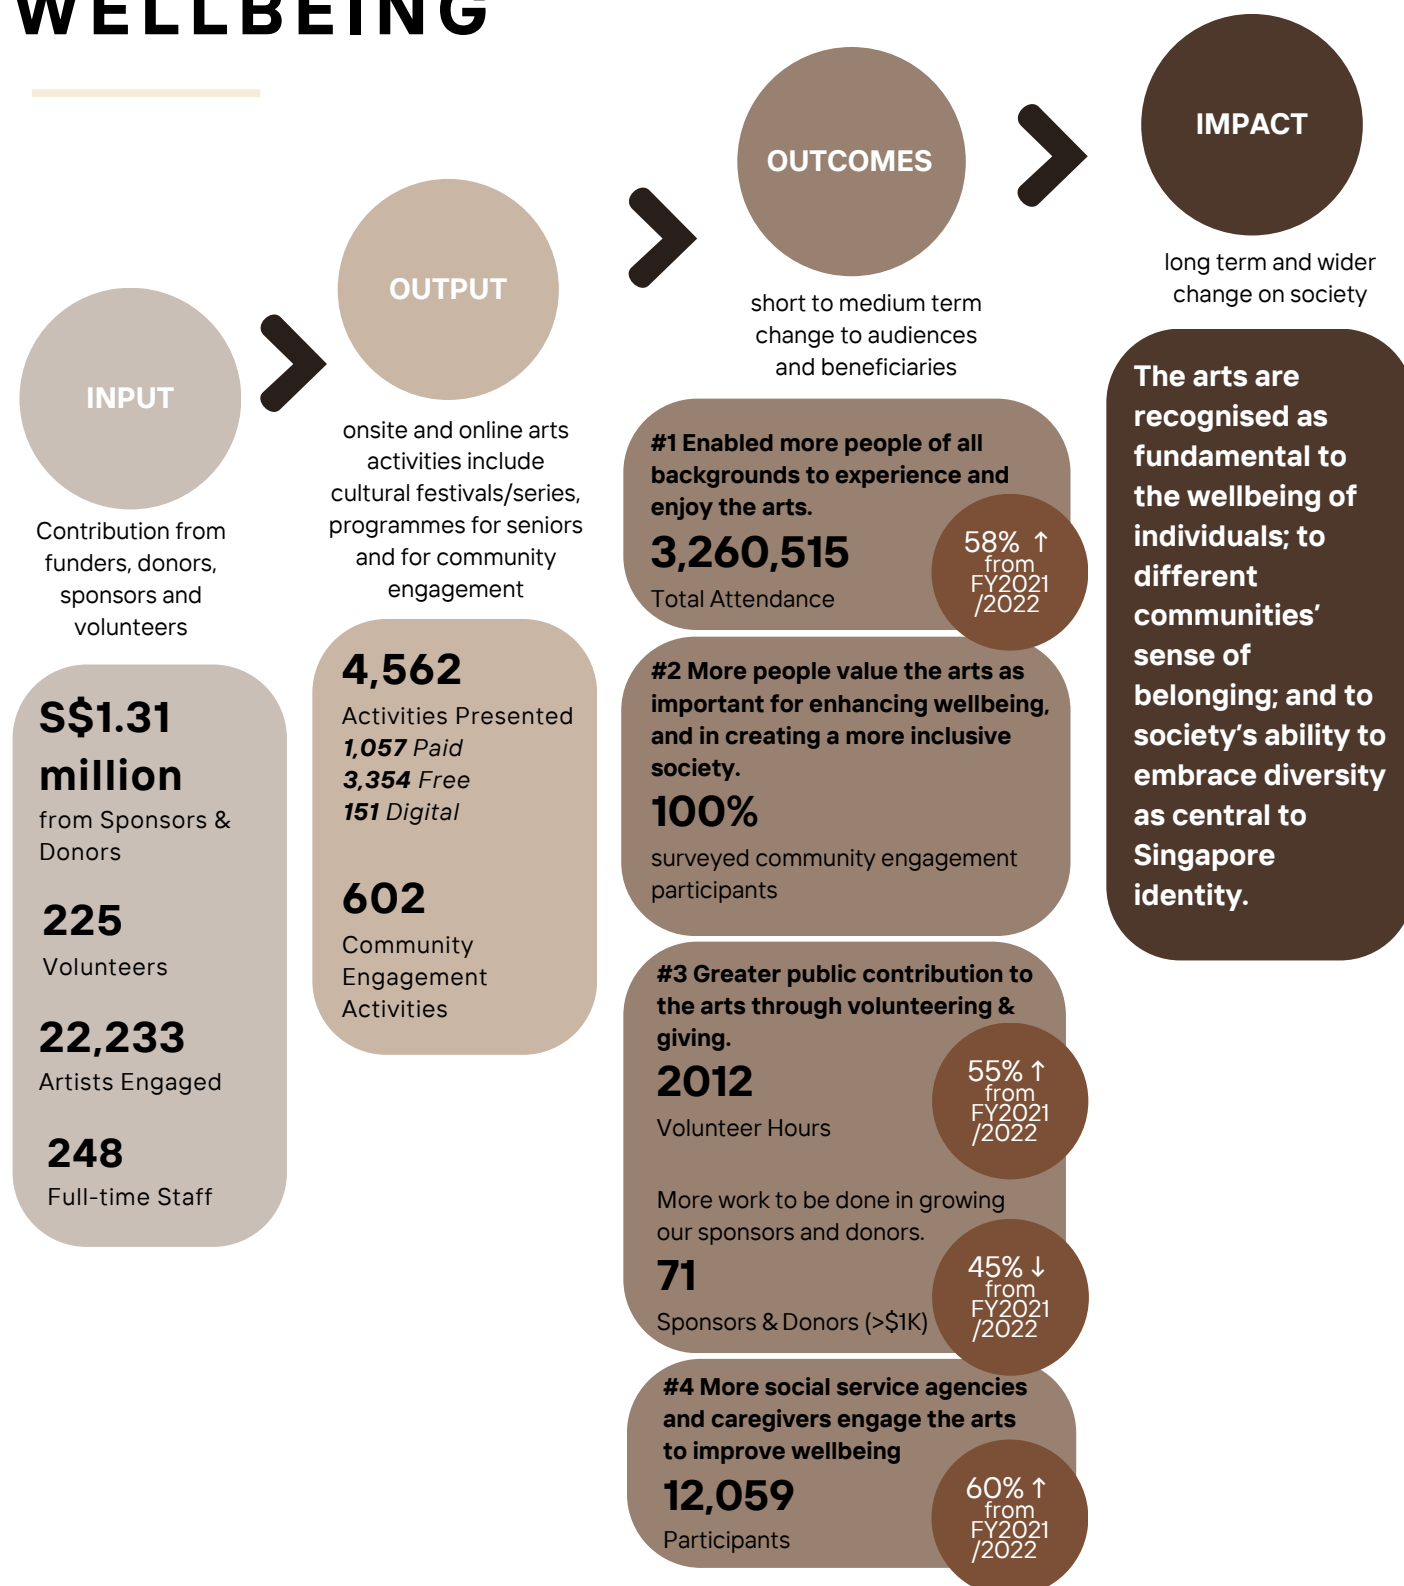 WELLBEING
INPUT
Contribution from
funders, donors,
sponsors and
volunteers
S$1.31
million
from Sponsors &
Donors
225
Volunteers
22,233
Artists Engaged
248
Full-time Staff
OUTPUT
onsite and online arts
activities include
cultural festivals/series,
programmes for seniors
and for community
engagement
4,562
Activities Presented
1,057 Paid
3,354 Free
151 Digital
602
Community
Engagement
Activities
OUTCOMES
short to medium term
change to audiences
and beneficiaries
#1 Enabled more people of all
backgrounds to experience and
enjoy the arts.
3,260,515
Total Attendance
58% ↑
from
FY2021
/2022
#2 More people value the arts as
important for enhancing wellbeing,
and in creating a more inclusive
society.
100%
surveyed community engagement
participants
#3 Greater public contribution to
the arts through volunteering &
giving.
2012
Volunteer Hours
55% ↑
from
FY2021
/2022
More work to be done in growing
our sponsors and donors.
71
Sponsors & Donors (>$1K)
45% ↓
from
FY2021
/2022
#4 More social service agencies
and caregivers engage the arts
to improve wellbeing
12,059
Participants
60% ↑
from
FY2021
/2022
IMPACT
long term and wider
change on society
The arts are
recognised as
fundamental to
the wellbeing of
individuals; to
different
communities’
sense of
belonging; and to
society’s ability to
embrace diversity
as central to
Singapore
identity.